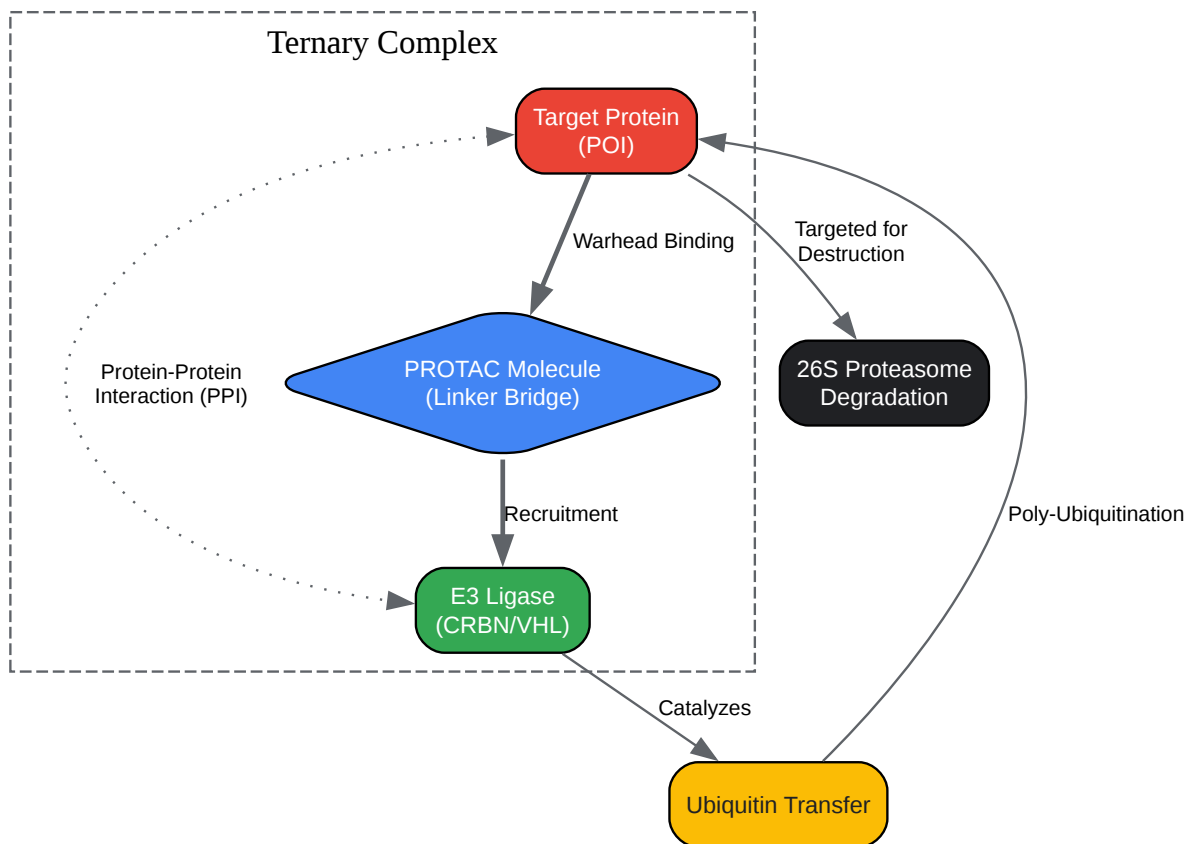 Ternary Complex
Target Protein
(POI)
Warhead Binding
Targeted for
Destruction
Protein-Protein
Interaction (PPI)
PROTAC Molecule
(Linker Bridge)
26S Proteasome
Degradation
Recruitment
Poly-Ubiquitination
E3 Ligase
(CRBN/VHL)
Catalyzes
Ubiquitin Transfer